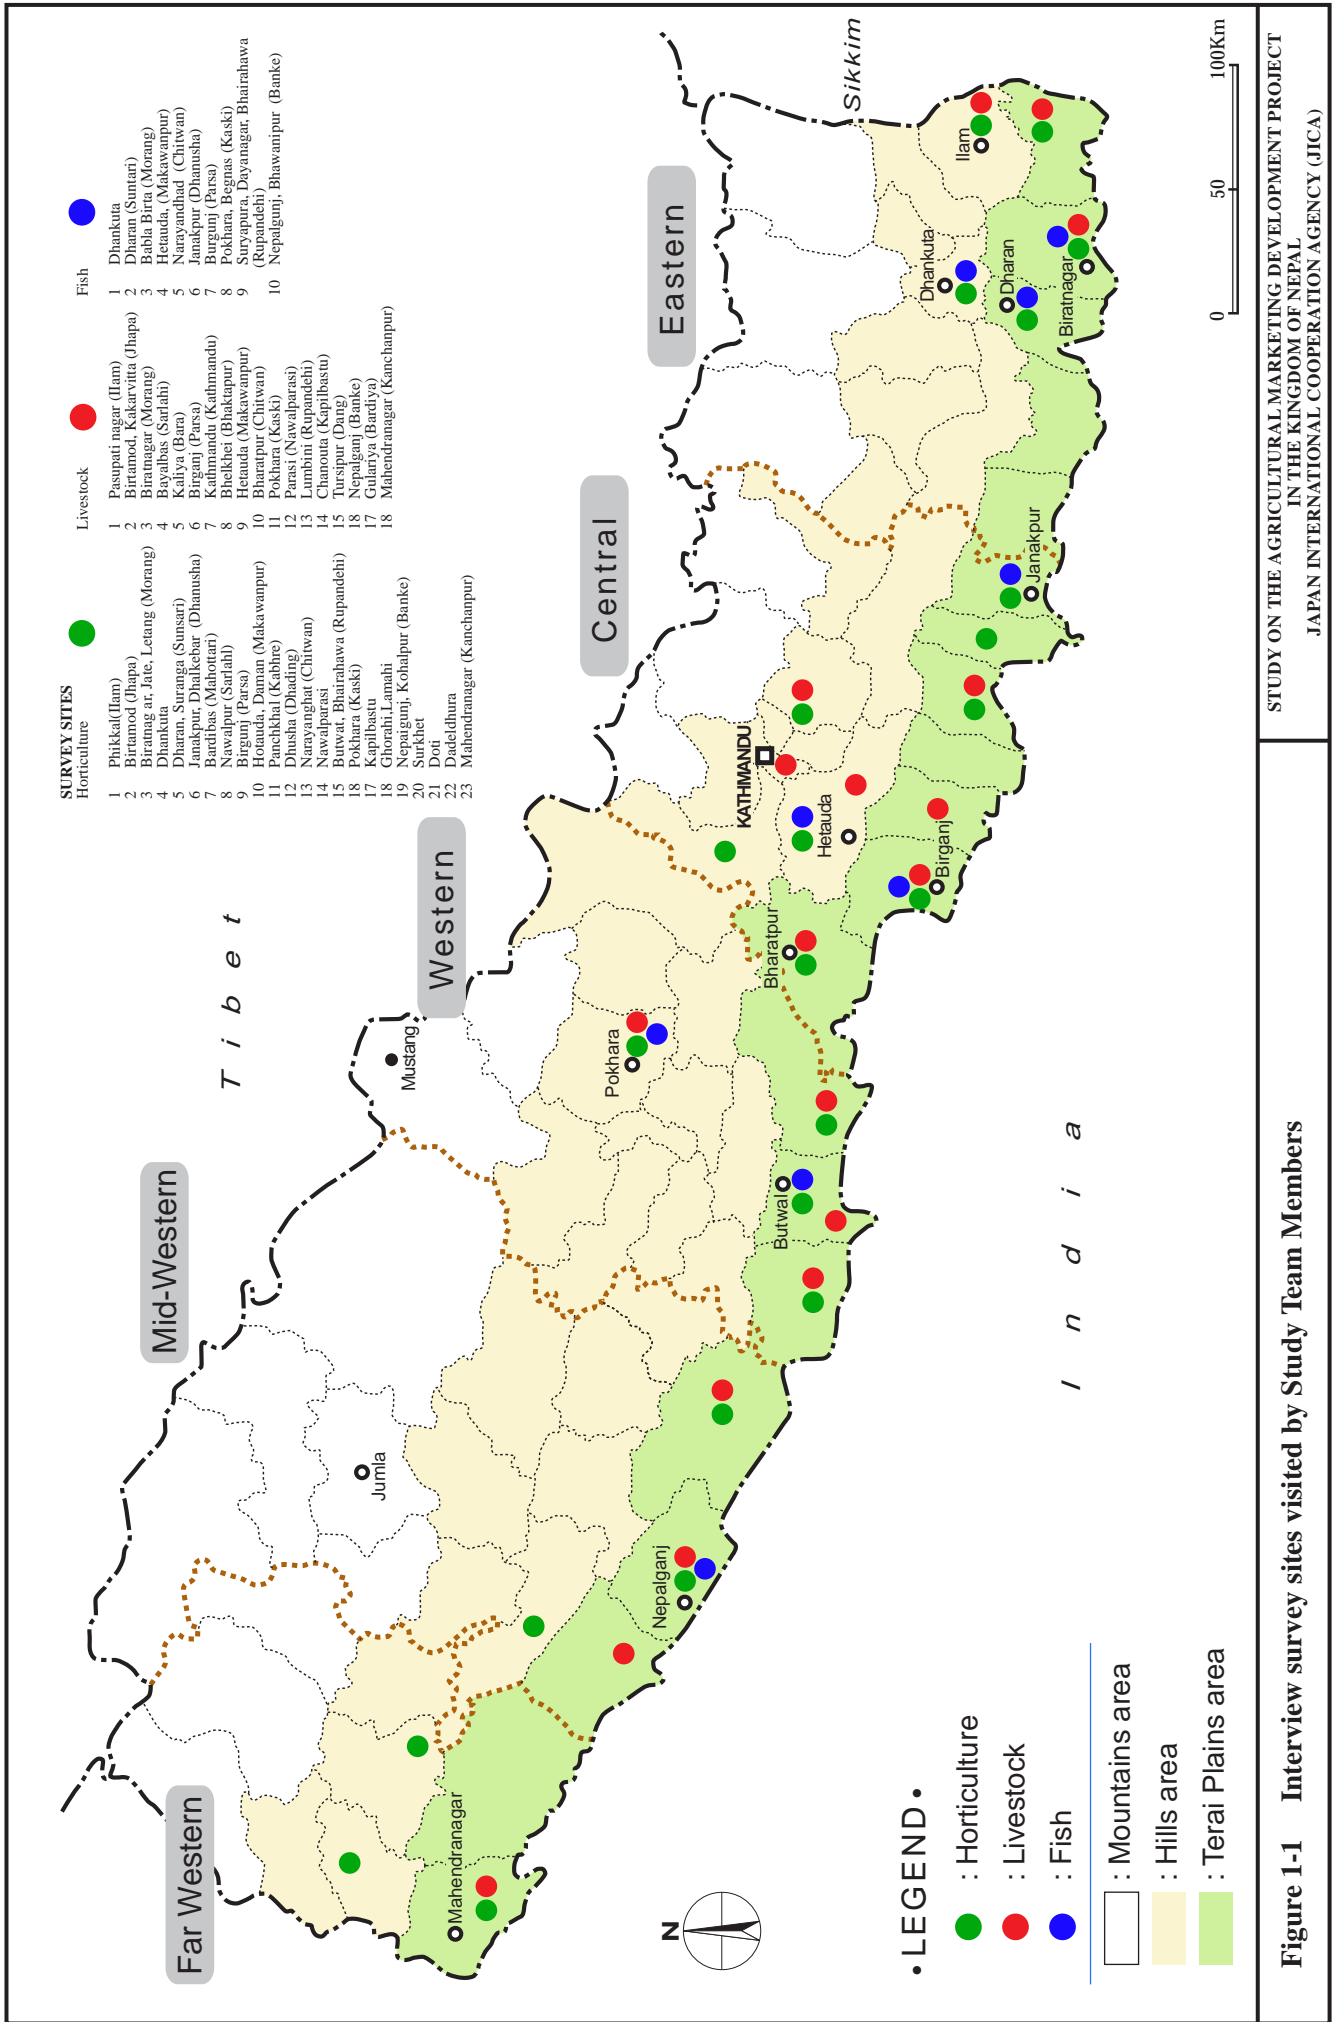 SURVEY SITES
Horticulture
1 Phikkal(Ilam)
2 Birtamod (Jhapa)
3 Biratnag ar, Jate, Letang (Morang)
4 Dhankuta
5 Dharan, Suranga (Sunsari)
6 Janakpur, Dhalkebar (Dhanusha)
7 Bardibas (Mahottari)
8 Nawalpur (Sarlahl)
9 Birgunj (Parsa)
10 Hotauda, Daman (Makawanpur)
11 Panchkhal (Kabhre)
12 Dhusha (Dhading)
13 Narayanghat (Chitwan)
14 Nawalparasi
15 Butwat, Bhairahawa (Rupandehi)
18 Pokhara (Kaski)
17 Kapilbastu
18 Ghorahi,Lamahi
19 Nepaigunj, Kohalpur (Banke)
20 Surkhet
21 Doti
22 Dadeldhura
23 Mahendranagar (Kanchanpur)
Livestock
1 Pasupati nagar (IIam)
2 Birtamod, Kakarvitta (Jhapa)
3 Biratnagar (Morang)
4 Bayalbas (Sarlahi)
5 Kaliya (Bara)
6 Birganj (Parsa)
7 Kathmandu (Kathmandu)
8 Bhelkhei (Bhaktapur)
9 Hetauda (Makawanpur)
10 Bharatpur (Chitwan)
11 Pokhara (Kaski)
12 Parasi (Nawalparasi)
13 Lumbini (Rupandehi)
14 Chanouta (Kapilbastu)
15 Tursipur (Dang)
18 Nepalganj (Banke)
17 Gulariya (Bardiya)
18 Mahendranagar (Kanchanpur)
Fish
1 Dhankuta
2 Dharan (Suntari)
3 Babla Birta (Morang)
4 Hetauda, (Makawanpur)
5 Narayandhad (Chitwan)
6 Janakpur (Dhanusha)
7 Burgunj (Parsa)
8 Pokhara, Begnas (Kaski)
9 Suryapura, Dayanagar, Bhairahawa
(Rupandehi)
10 Nepalgunj, Bhawanipur (Banke)
Tibet
Far Western
Mid-Western
Western
Central
Eastern
Mustang
Jumla
Sikkim
Pokhara
KATHMANDU
Mahendranagar
Nepalganj
Butwal
Bharatpur
Hetauda
Birganj
Janakpur
Dhankuta
Dharan
Biratnagar
Ilam
India
N
0 50 100Km
• LEGEND •
: Horticulture
: Livestock
: Fish
: Mountains area
: Hills area
: Terai Plains area
Figure 1-1 Interview survey sites visited by Study Team Members
STUDY ON THE AGRICULTURAL MARKETING DEVELOPMENT PROJECT
IN THE KINGDOM OF NEPAL
JAPAN INTERNATIONAL COOPERATION AGENCY (JICA)